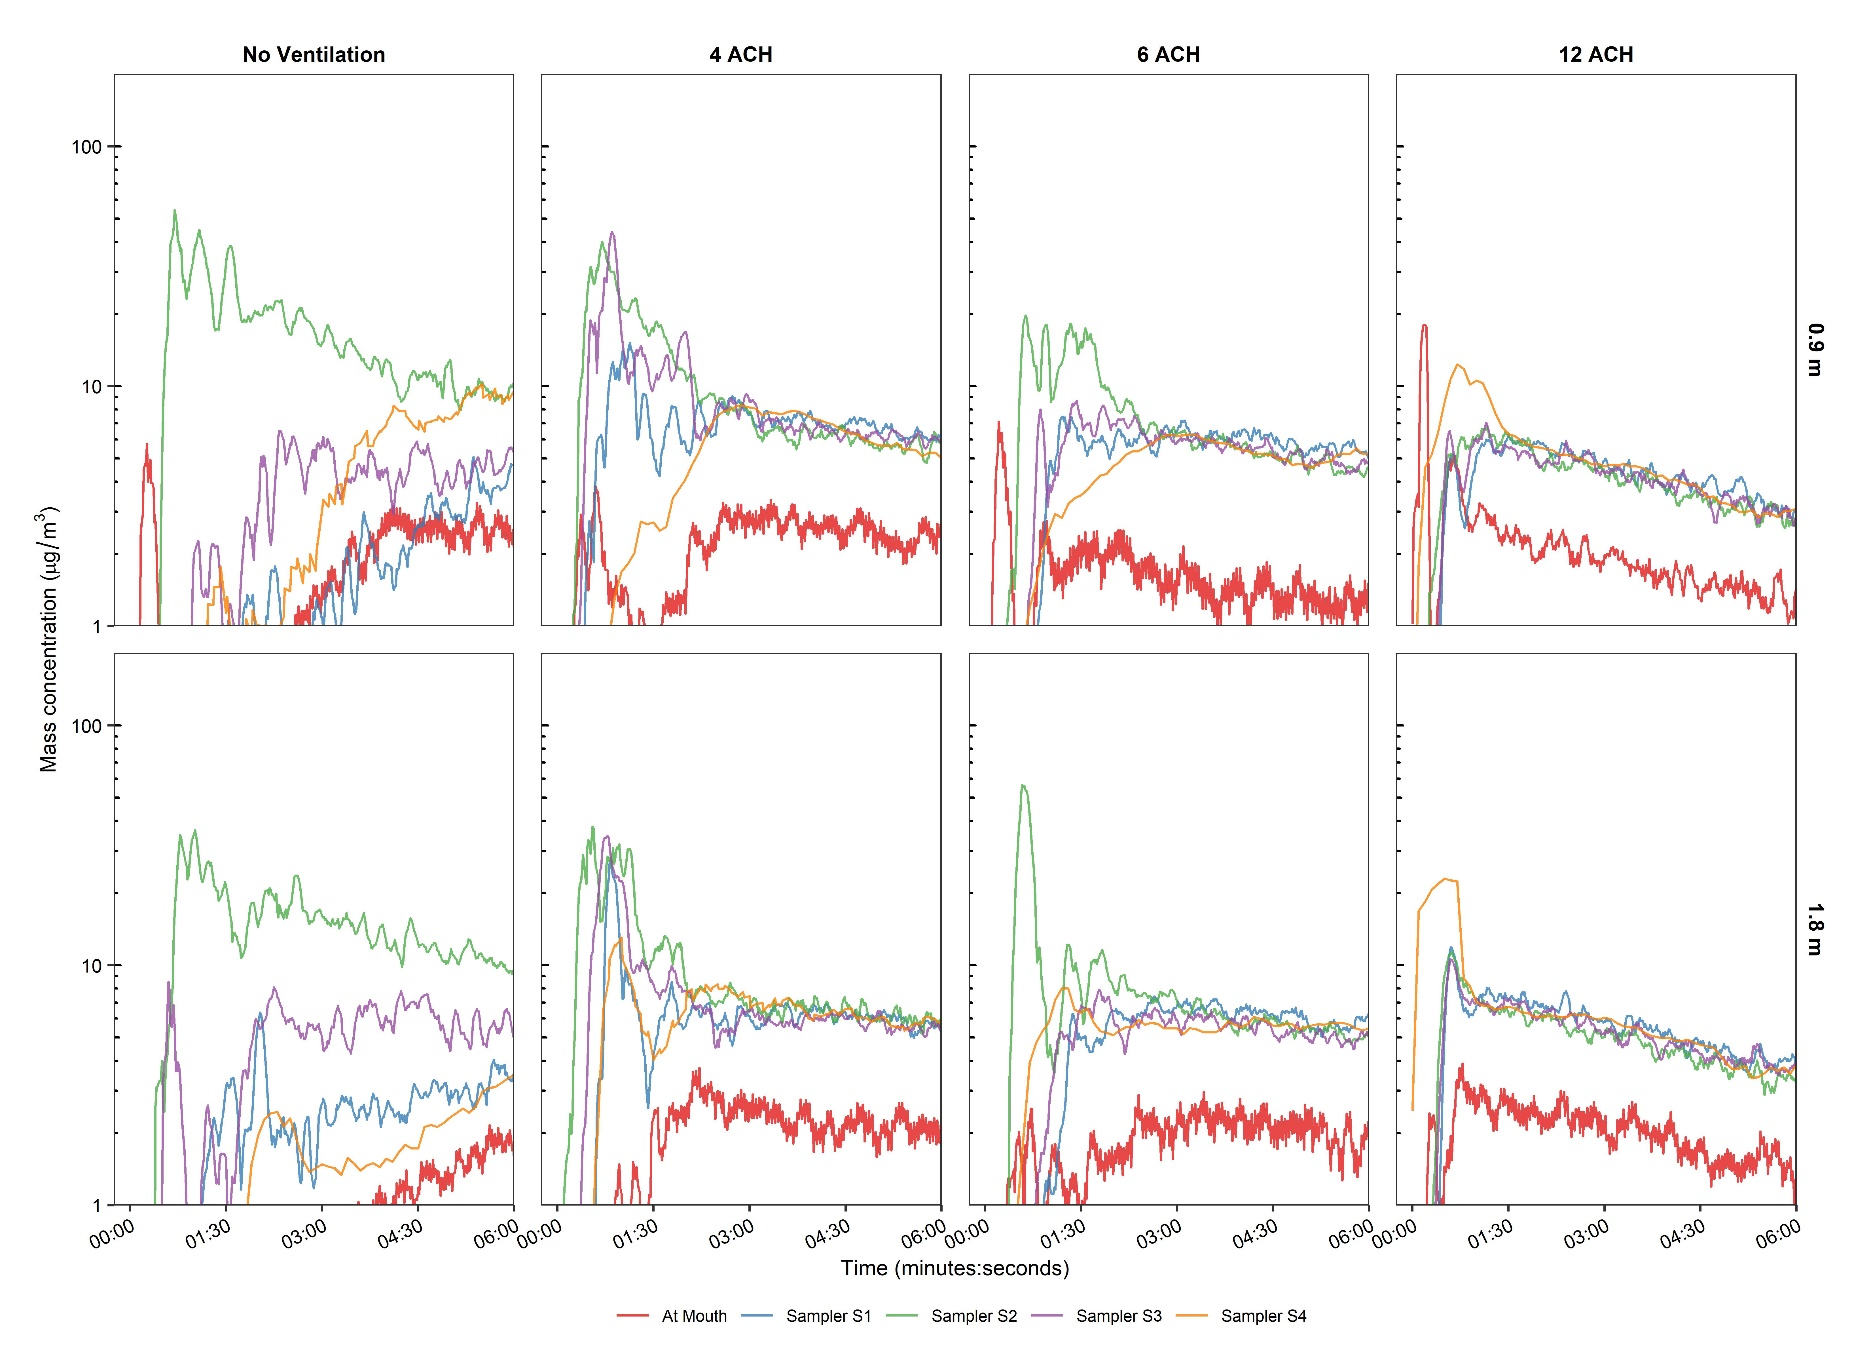 No Ventilation 4 ACH 6 ACH 12 ACH
100
10
1
0.9 m
Mass concentration (µg/m³)
100
10
1
1.8 m
00:00 01:30 03:00 04:30 06:00 00:00 01:30 03:00 04:30 06:00 00:00 01:30 03:00 04:30 06:00 00:00 01:30 03:00 04:30 06:00
Time (minutes:seconds)
At Mouth Sampler S1 Sampler S2 Sampler S3 Sampler S4